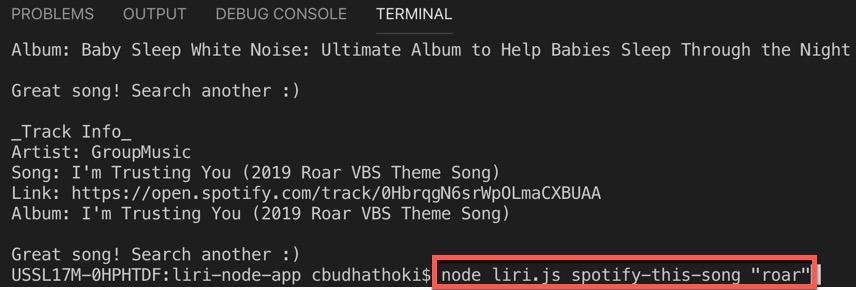 PROBLEMS OUTPUT DEBUG CONSOLE TERMINAL
Album: Baby Sleep White Noise: Ultimate Album to Help Babies Sleep Through the Night
Great song! Search another :)
_Track Info_
Artist: GroupMusic
Song: I'm Trusting You (2019 Roar VBS Theme Song)
Link: https://open.spotify.com/track/0HbrqgN6srWpOLmaCXBUAA
Album: I'm Trusting You (2019 Roar VBS Theme Song)
Great song! Search another :)
USSL17M-0HPHTDF:liri-node-app cbudhathoki$ node liri.js spotify-this-song "roar"